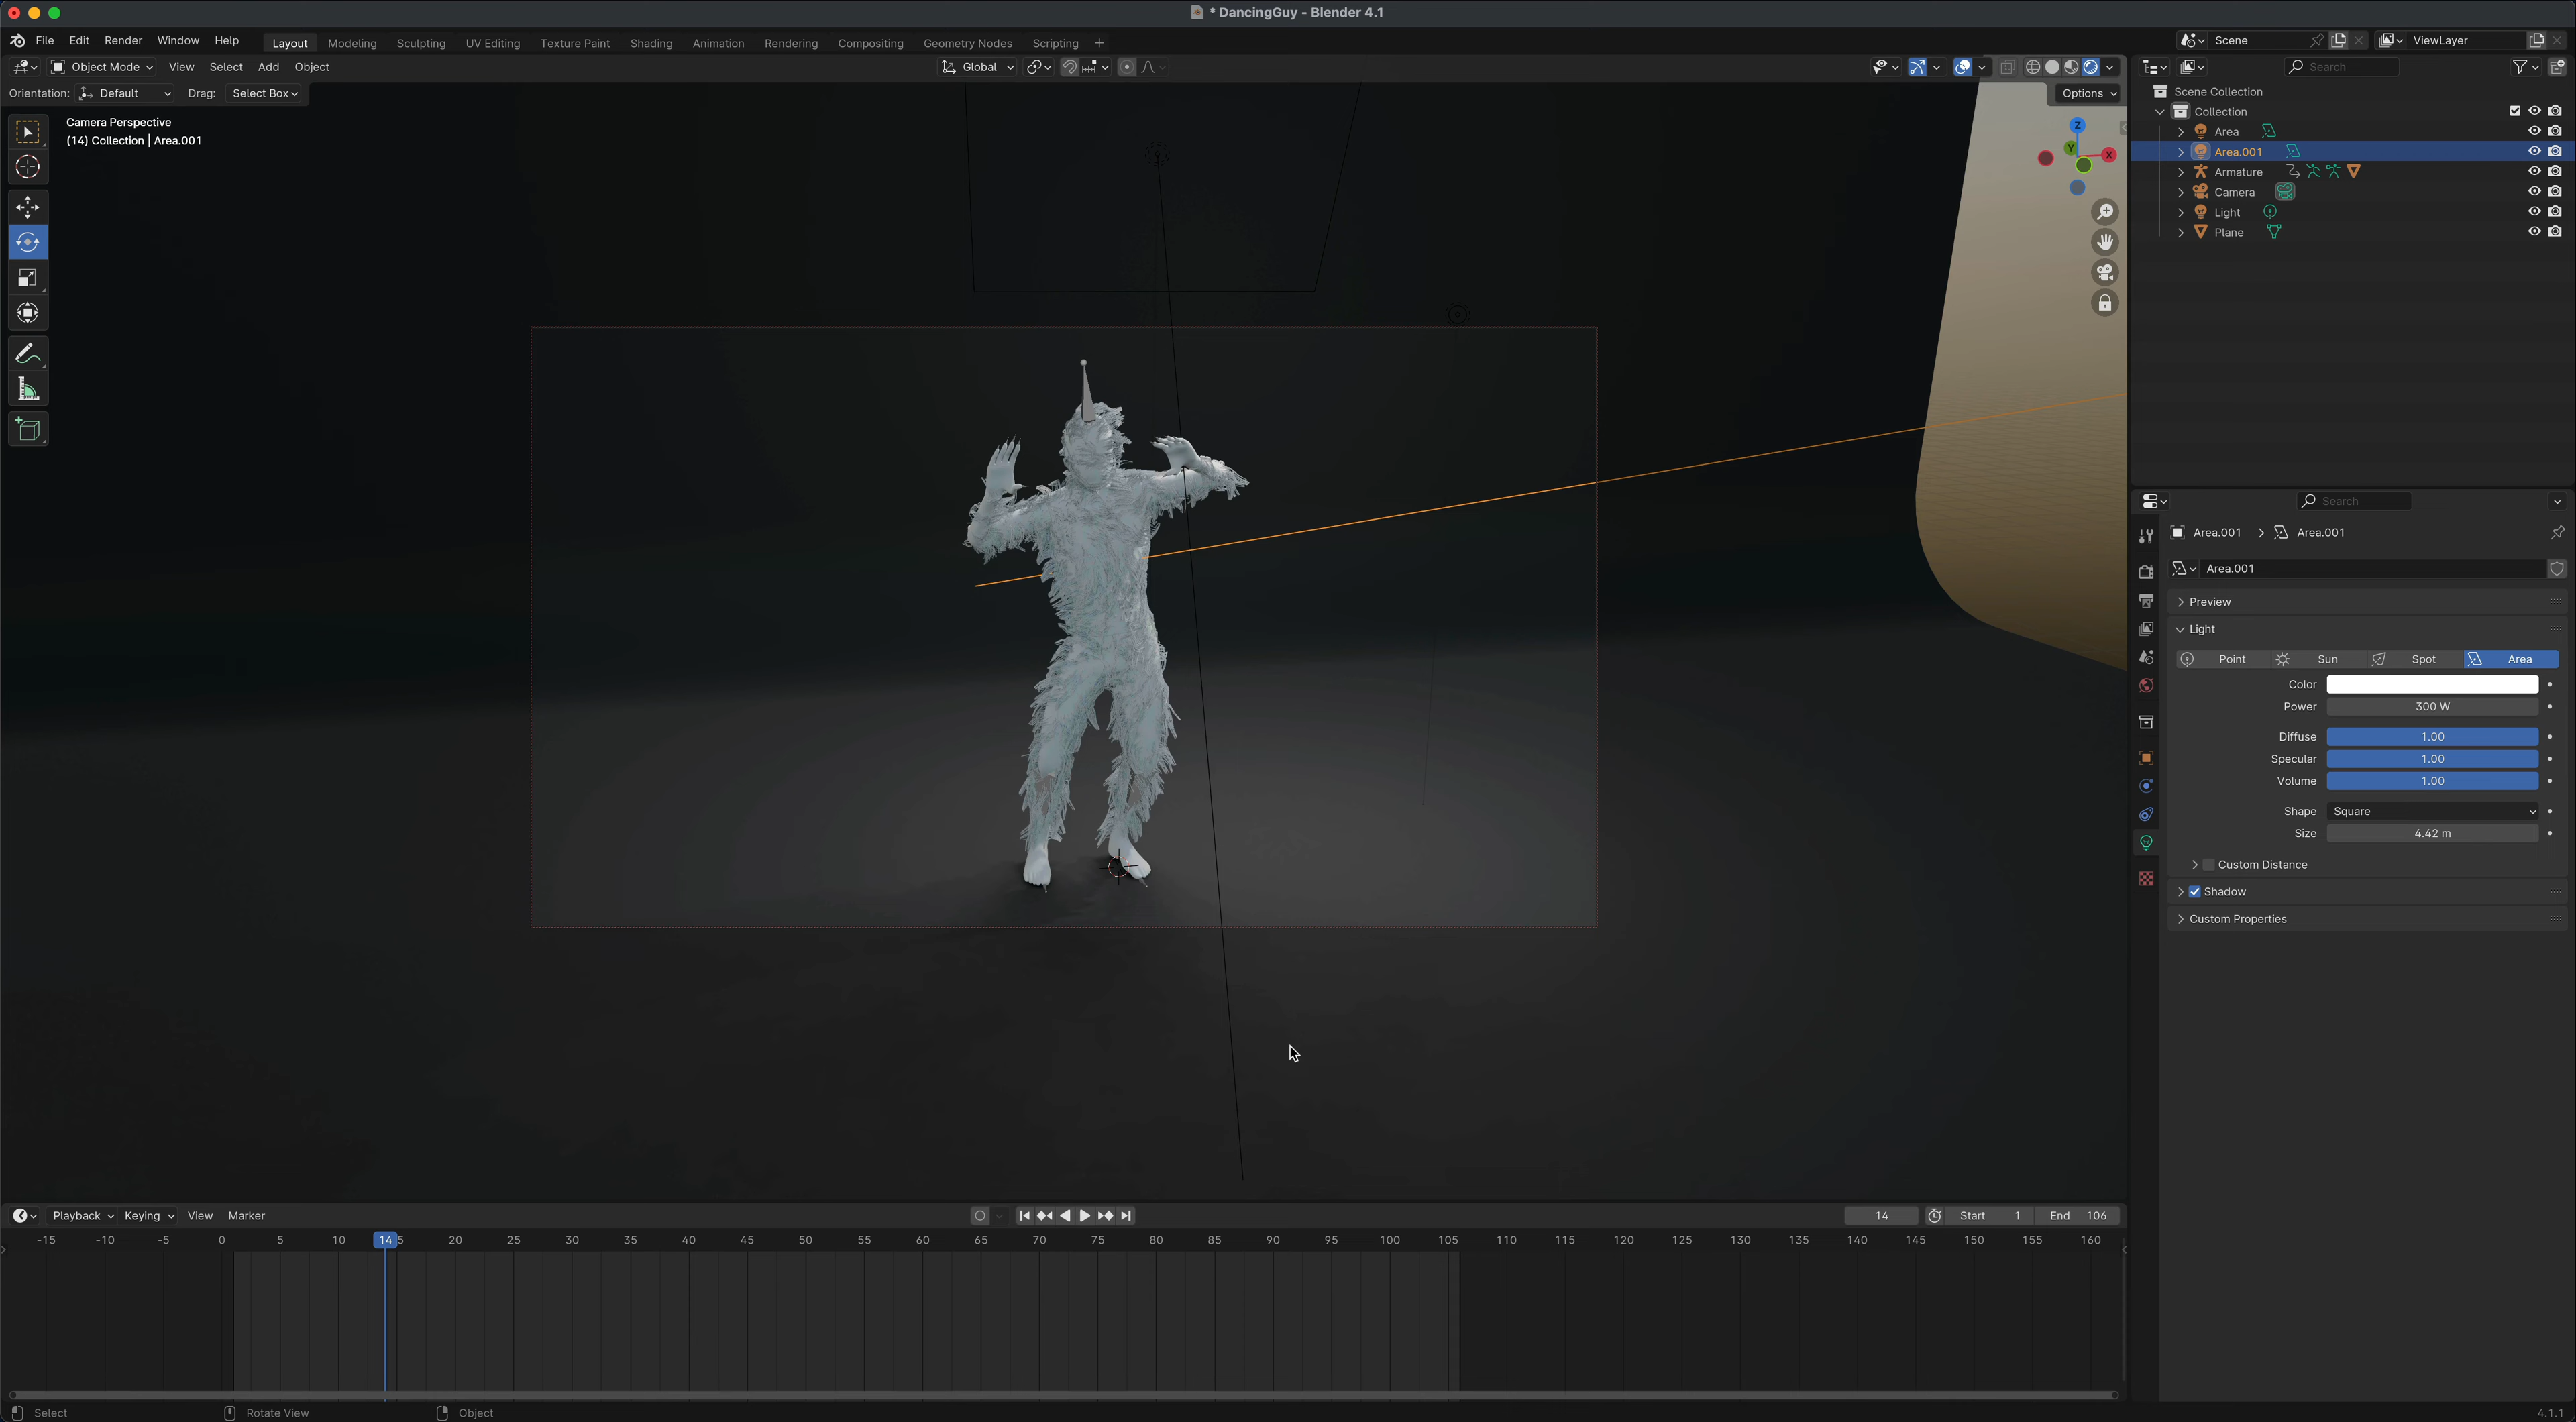 * DancingGuy - Blender 4.1
File Edit Render Window Help Layout Modeling Sculpting UV Editing Texture Paint Shading Animation Rendering Compositing Geometry Nodes Scripting + Scene ViewLayer
Object Mode View Select Add Object Global Search
Orientation: Default Drag: Select Box Options
Camera Perspective
(14) Collection | Area.001
Z
Y
X
Scene Collection
Collection
Area
Area.001
Armature
Camera
Light
Plane
Search
Area.001 > Area.001
Area.001
Preview
Light
Point Sun Spot Area
Color
Power 300 W
Diffuse 1.00
Specular 1.00
Volume 1.00
Shape Square
Size 4.42 m
Custom Distance
Shadow
Custom Properties
Playback Keying View Marker 14 Start 1 End 106
-15 -10 -5 0 5 10 14 5 20 25 30 35 40 45 50 55 60 65 70 75 80 85 90 95 100 105 110 115 120 125 130 135 140 145 150 155 160
Select Rotate View Object 4.1.1